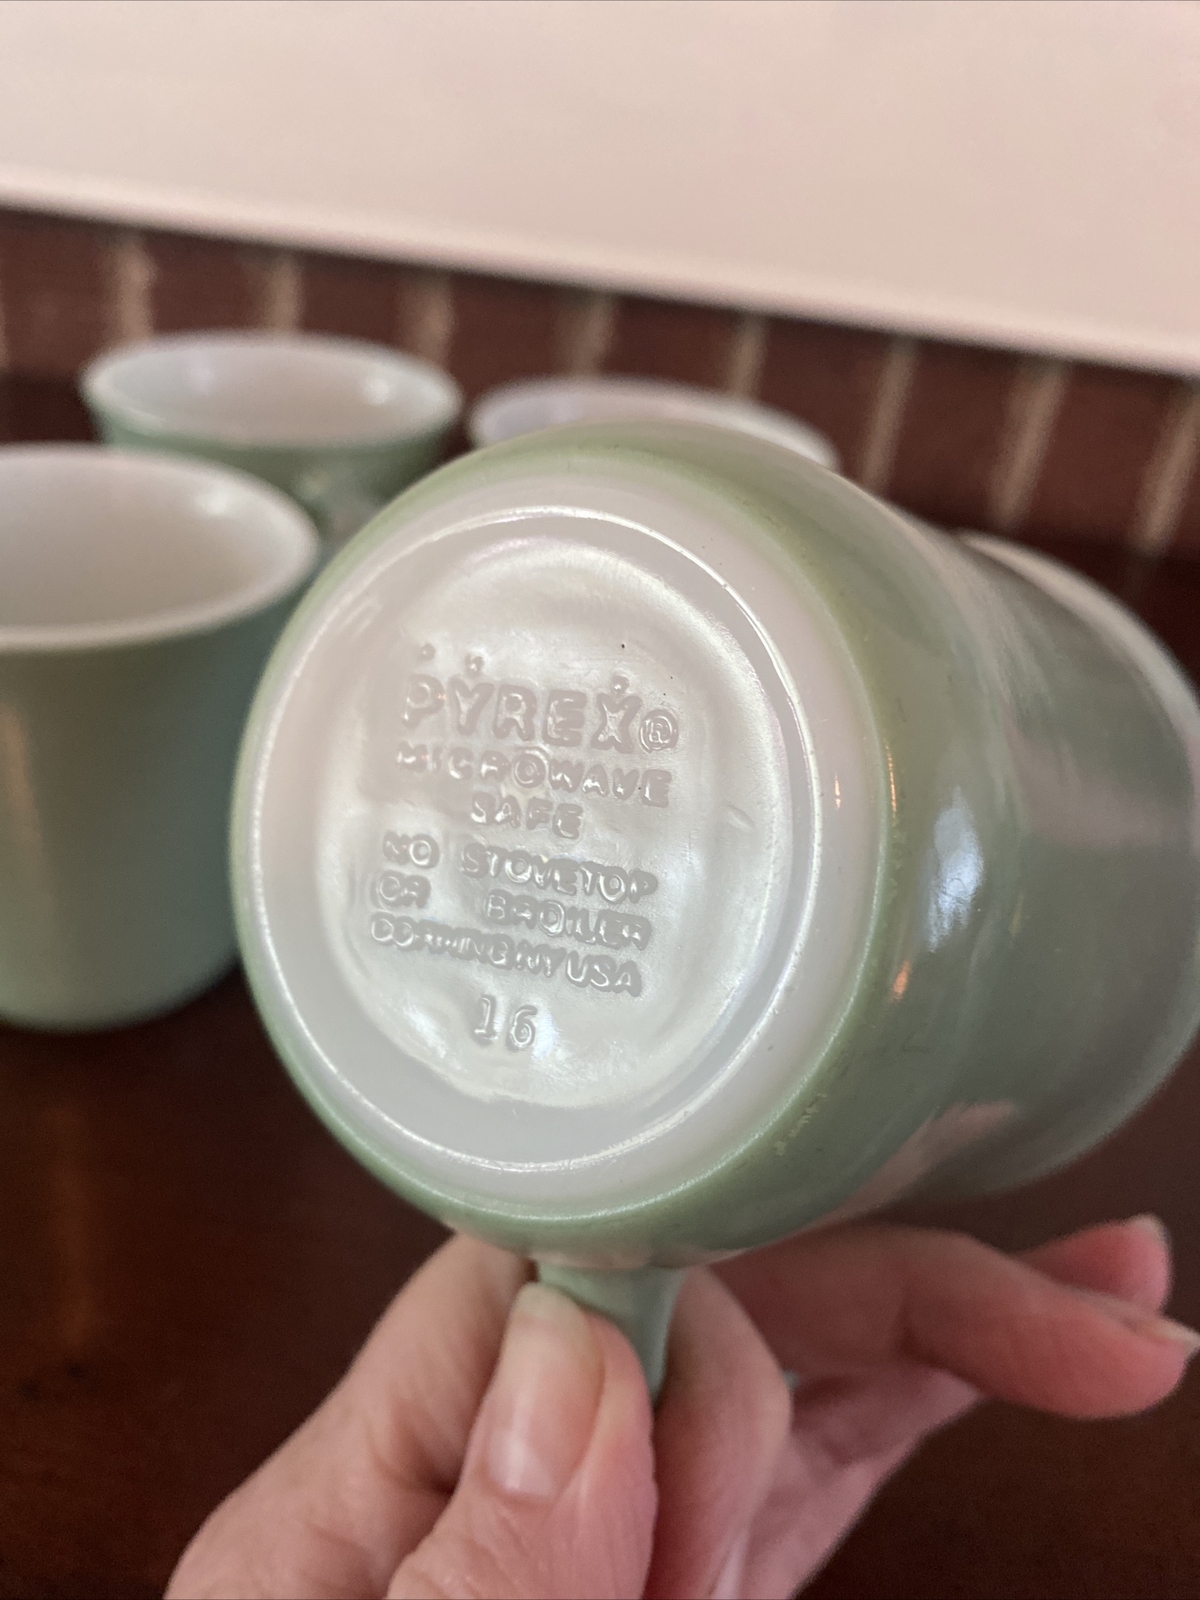 PYREX®
MICROWAVE
SAFE
NO STOVETOP
OR BROILER
CORNING NY USA
16